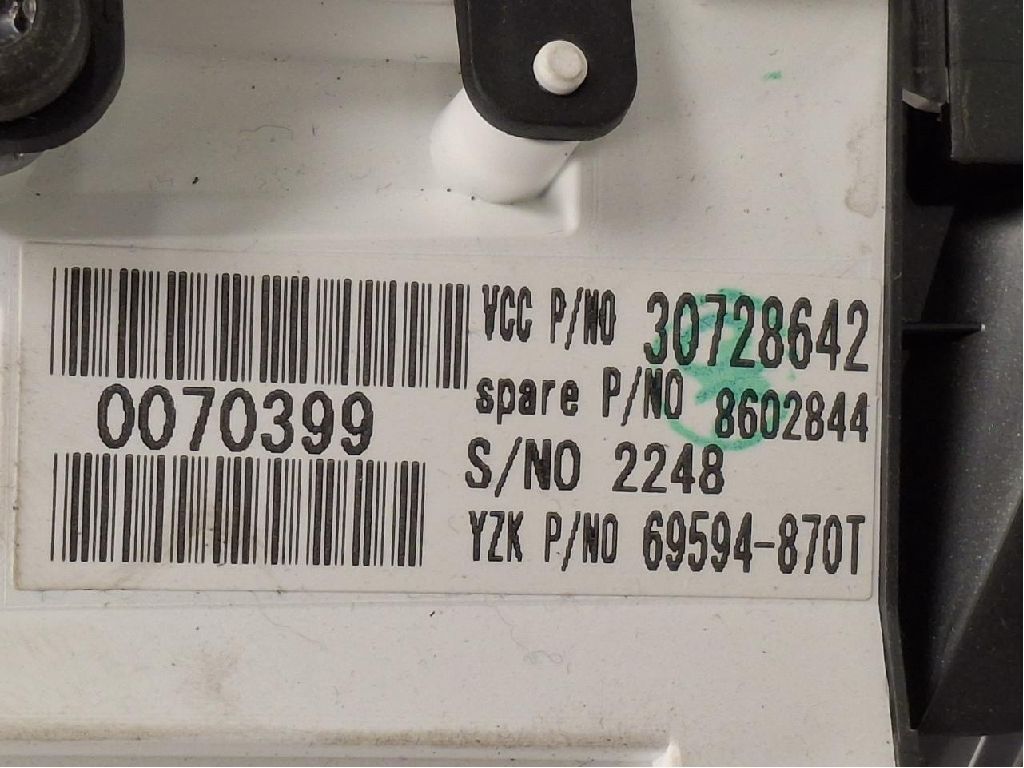 VCC P/NO 30728642
0070399
spare P/NO 8602844
S/NO 2248
YZK P/NO 69594-870T